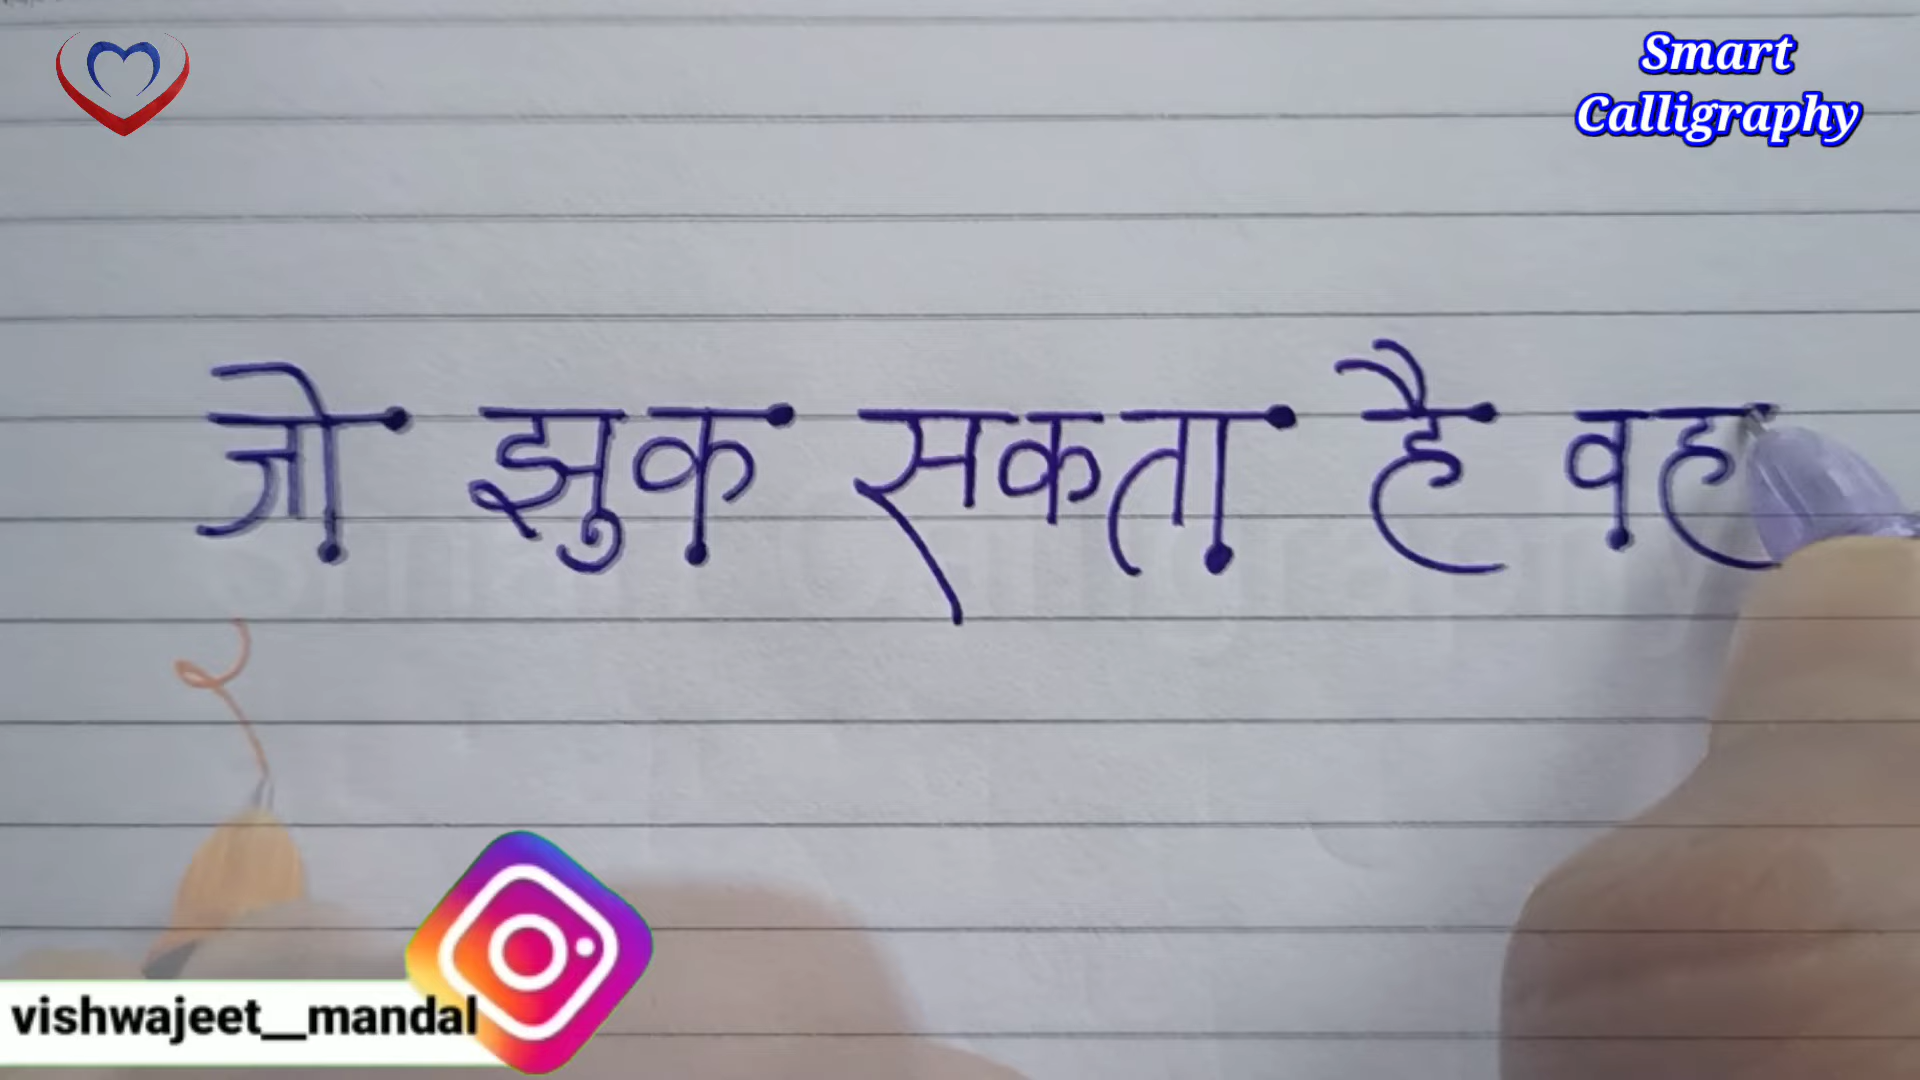 Smart
Calligraphy
जो झुक सकता है वह
vishwajeet__mandal